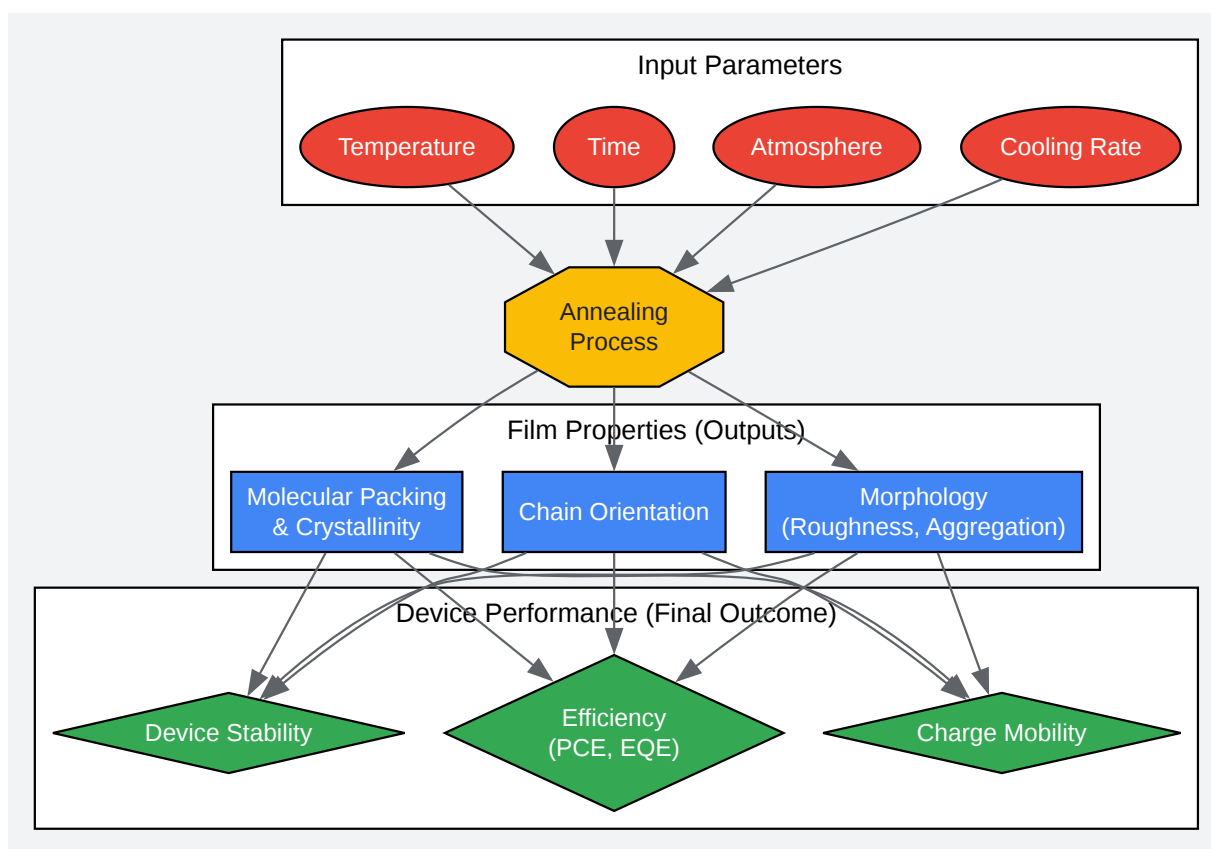 Input Parameters
Temperature
Time
Atmosphere
Cooling Rate
Annealing
Process
Film Properties (Outputs)
Molecular Packing
& Crystallinity
Chain Orientation
Morphology
(Roughness, Aggregation)
Device Performance (Final Outcome)
Device Stability
Efficiency
(PCE, EQE)
Charge Mobility